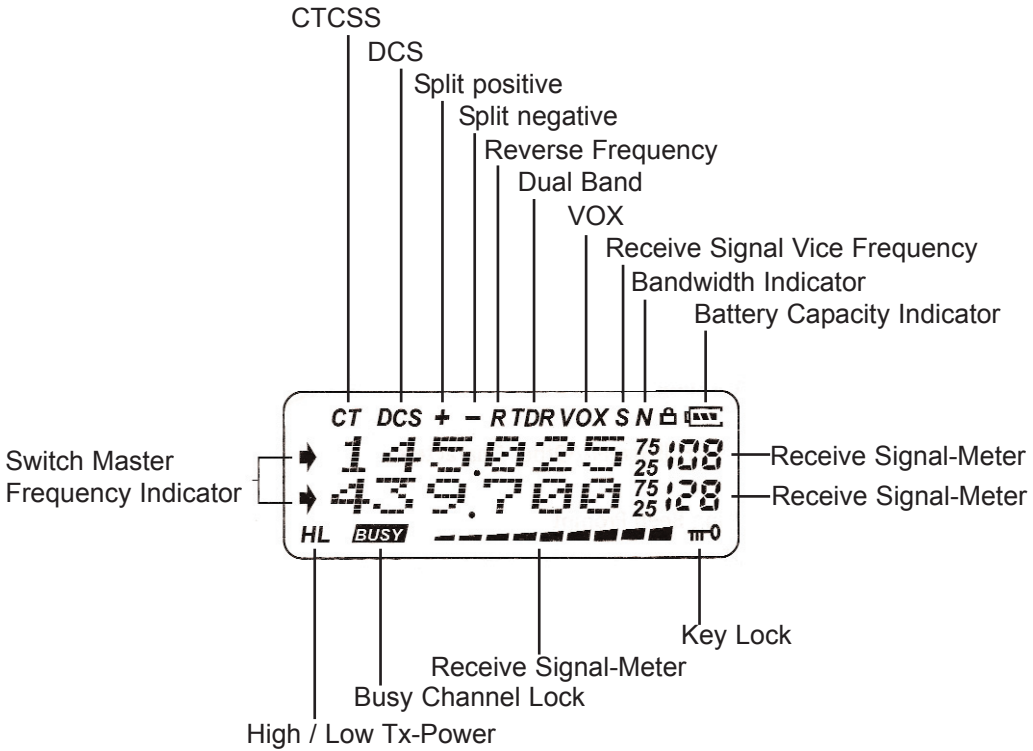 CTCSS
DCS
Split positive
Split negative
Reverse Frequency
Dual Band
VOX
Receive Signal Vice Frequency
Bandwidth Indicator
Battery Capacity Indicator
CT DCS + - R TDR VOX S N
145.025 75 25 108
Switch Master
Frequency Indicator
Receive Signal-Meter
439.700 75 25 128
Receive Signal-Meter
HL BUSY
Key Lock
Receive Signal-Meter
Busy Channel Lock
High / Low Tx-Power